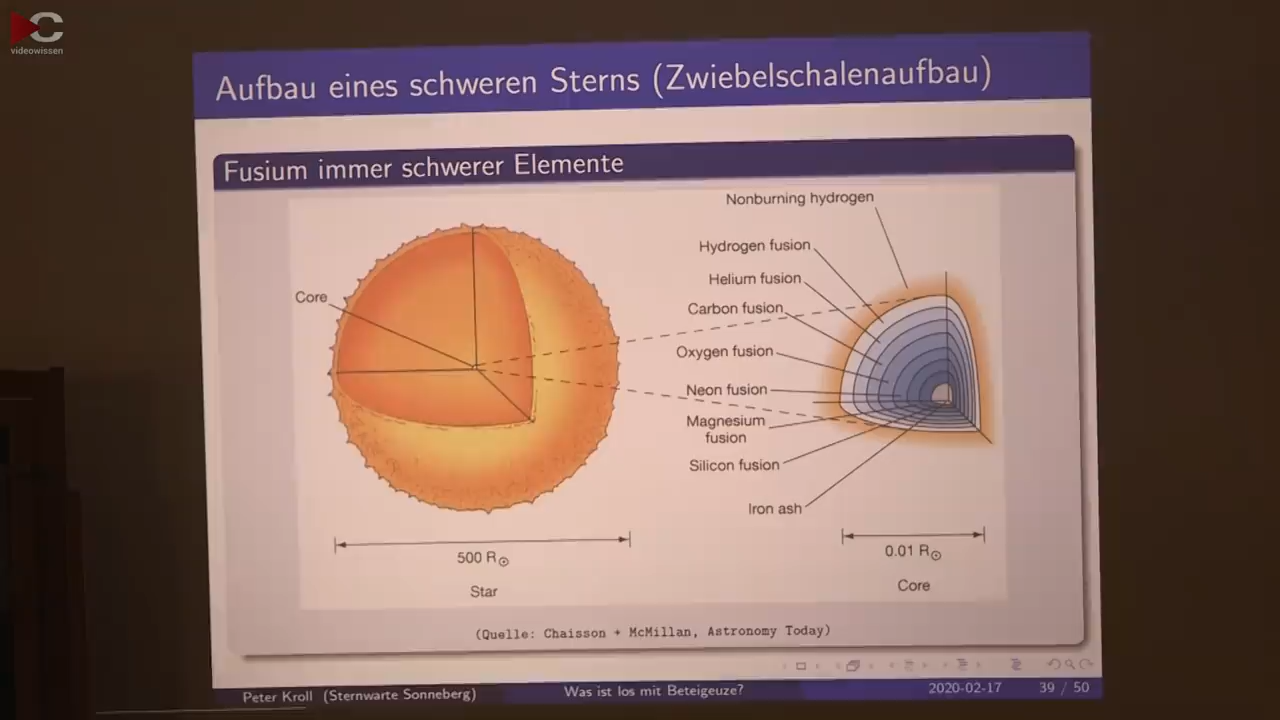 videowissen
Aufbau eines schweren Sterns (Zwiebelschalenaufbau)
Fusium immer schwerer Elemente
Nonburning hydrogen
Hydrogen fusion
Helium fusion
Carbon fusion
Oxygen fusion
Neon fusion
Magnesium
fusion
Silicon fusion
Iron ash
Core
500 R☉
Star
0.01 R☉
Core
(Quelle: Chaisson + McMillan, Astronomy Today)
Peter Kroll (Sternwarte Sonneberg) Was ist los mit Beteigeuze? 2020-02-17 39 / 50